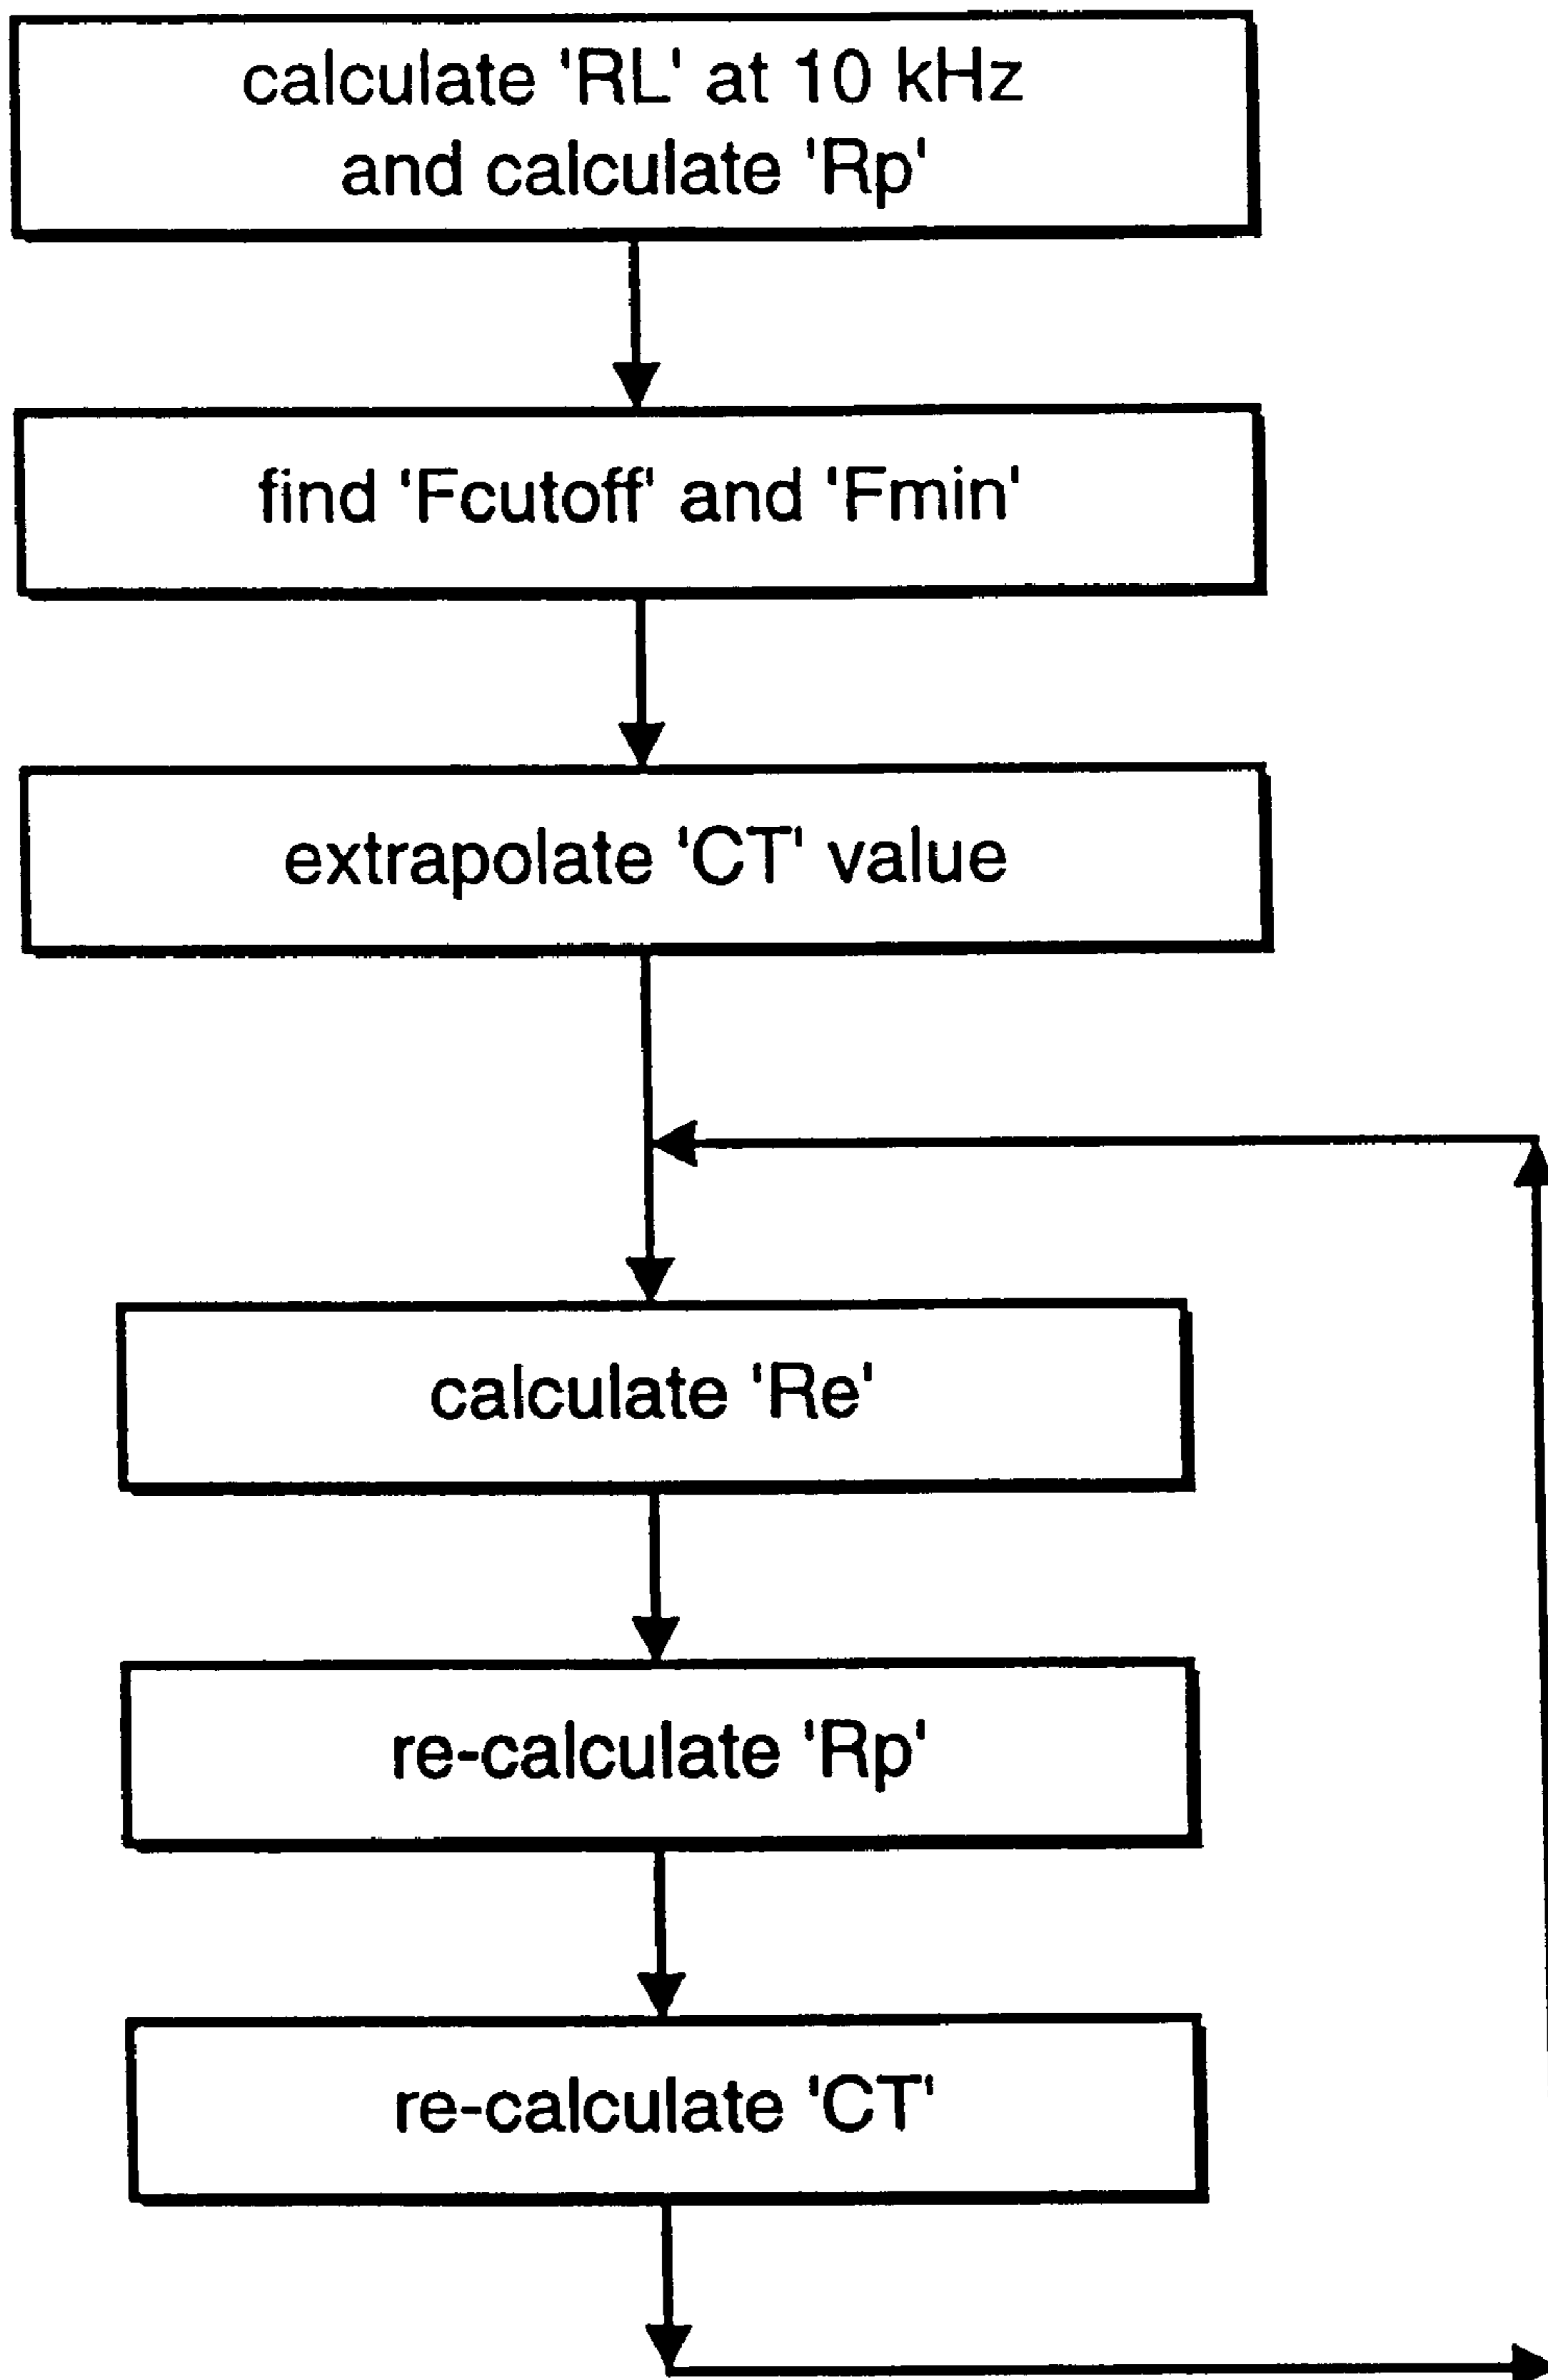 calculate 'RL' at 10 kHz
and calculate 'Rp'
find 'Fcutoff' and 'Fmin'
extrapolate 'CT' value
calculate 'Re'
re-calculate 'Rp'
re-calculate 'CT'